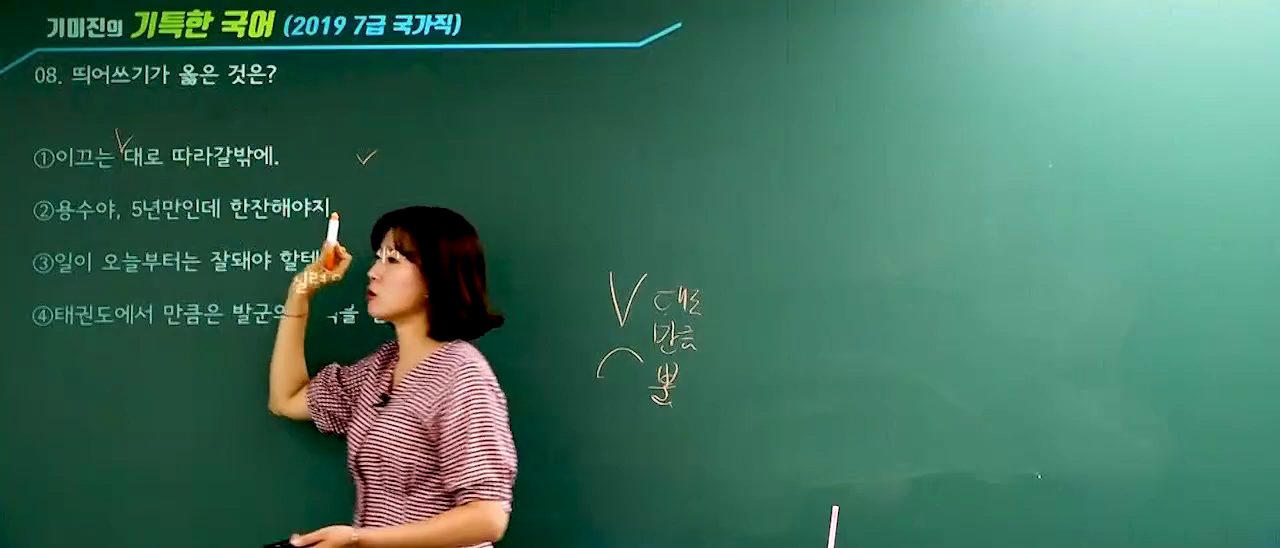 기미진의 기특한 국어 (2019 7급 국가직)
08. 띄어쓰기가 옳은 것은?
①이끄는 대로 따라갈밖에.
②용수야, 5년만인데 한잔해야지
③일이 오늘부터는 잘돼야 할테
④태권도에서 만큼은 발군의 을
대로
만큼
뿐